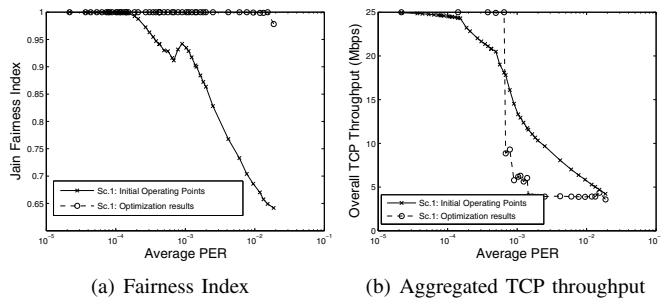 1
0.95
0.9
0.85
0.8
0.75
0.7
0.65
Jain Fairness Index
Sc.1: Initial Operating Points
Sc.1: Optimization results
10⁻⁵ 10⁻⁴ 10⁻³ 10⁻² 10⁻¹
Average PER
(a) Fairness Index
25
20
15
10
5
0
Overall TCP Throughput (Mbps)
Sc.1: Initial Operating Points
Sc.1: Optimization results
10⁻⁵ 10⁻⁴ 10⁻³ 10⁻² 10⁻¹
Average PER
(b) Aggregated TCP throughput